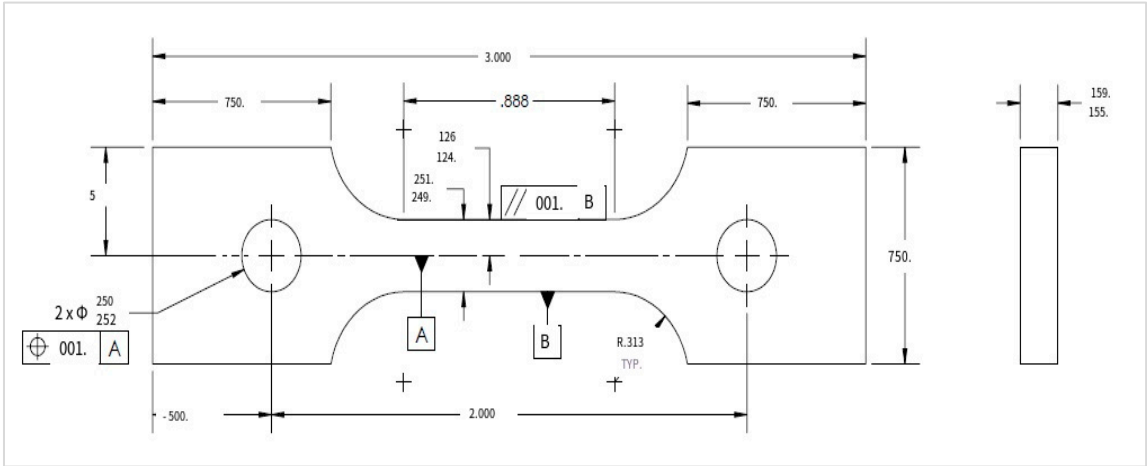 3.000
750.
.888
750.
159.
155.
126
124.
251.
249.
// 001. B
5
750.
2 x Φ 250
252
⌖ 001. A
A
B
R.313
TYP.
- 500.
2.000